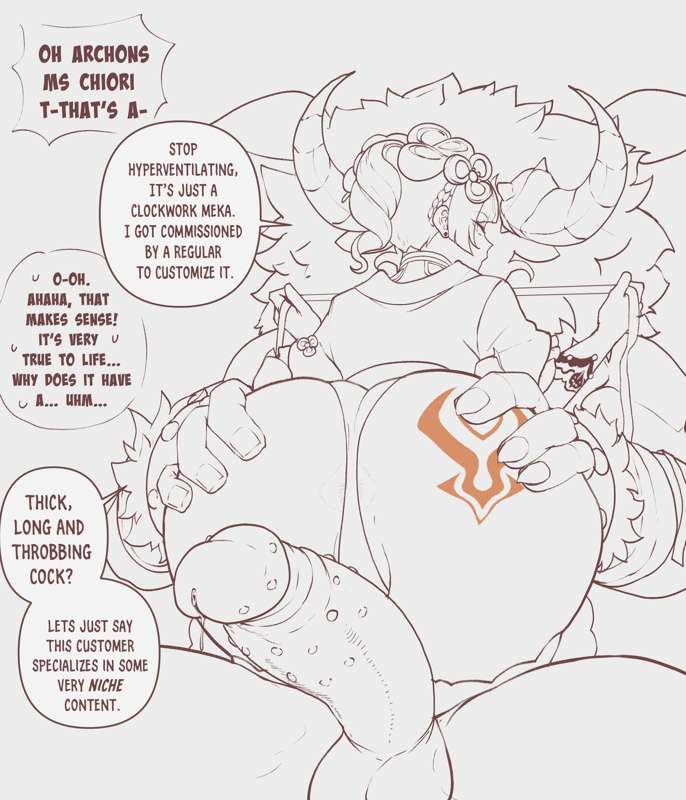 OH ARCHONS
MS CHIORI
T-THAT'S A-
STOP
HYPERVENTILATING,
IT'S JUST A
CLOCKWORK MEKA.
I GOT COMMISSIONED
BY A REGULAR
TO CUSTOMIZE IT.
O-OH.
AHAHA, THAT
MAKES SENSE!
IT'S VERY
TRUE TO LIFE...
WHY DOES IT HAVE
A... UHM...
THICK,
LONG AND
THROBBING
COCK?
LETS JUST SAY
THIS CUSTOMER
SPECIALIZES IN SOME
VERY NICHE
CONTENT.